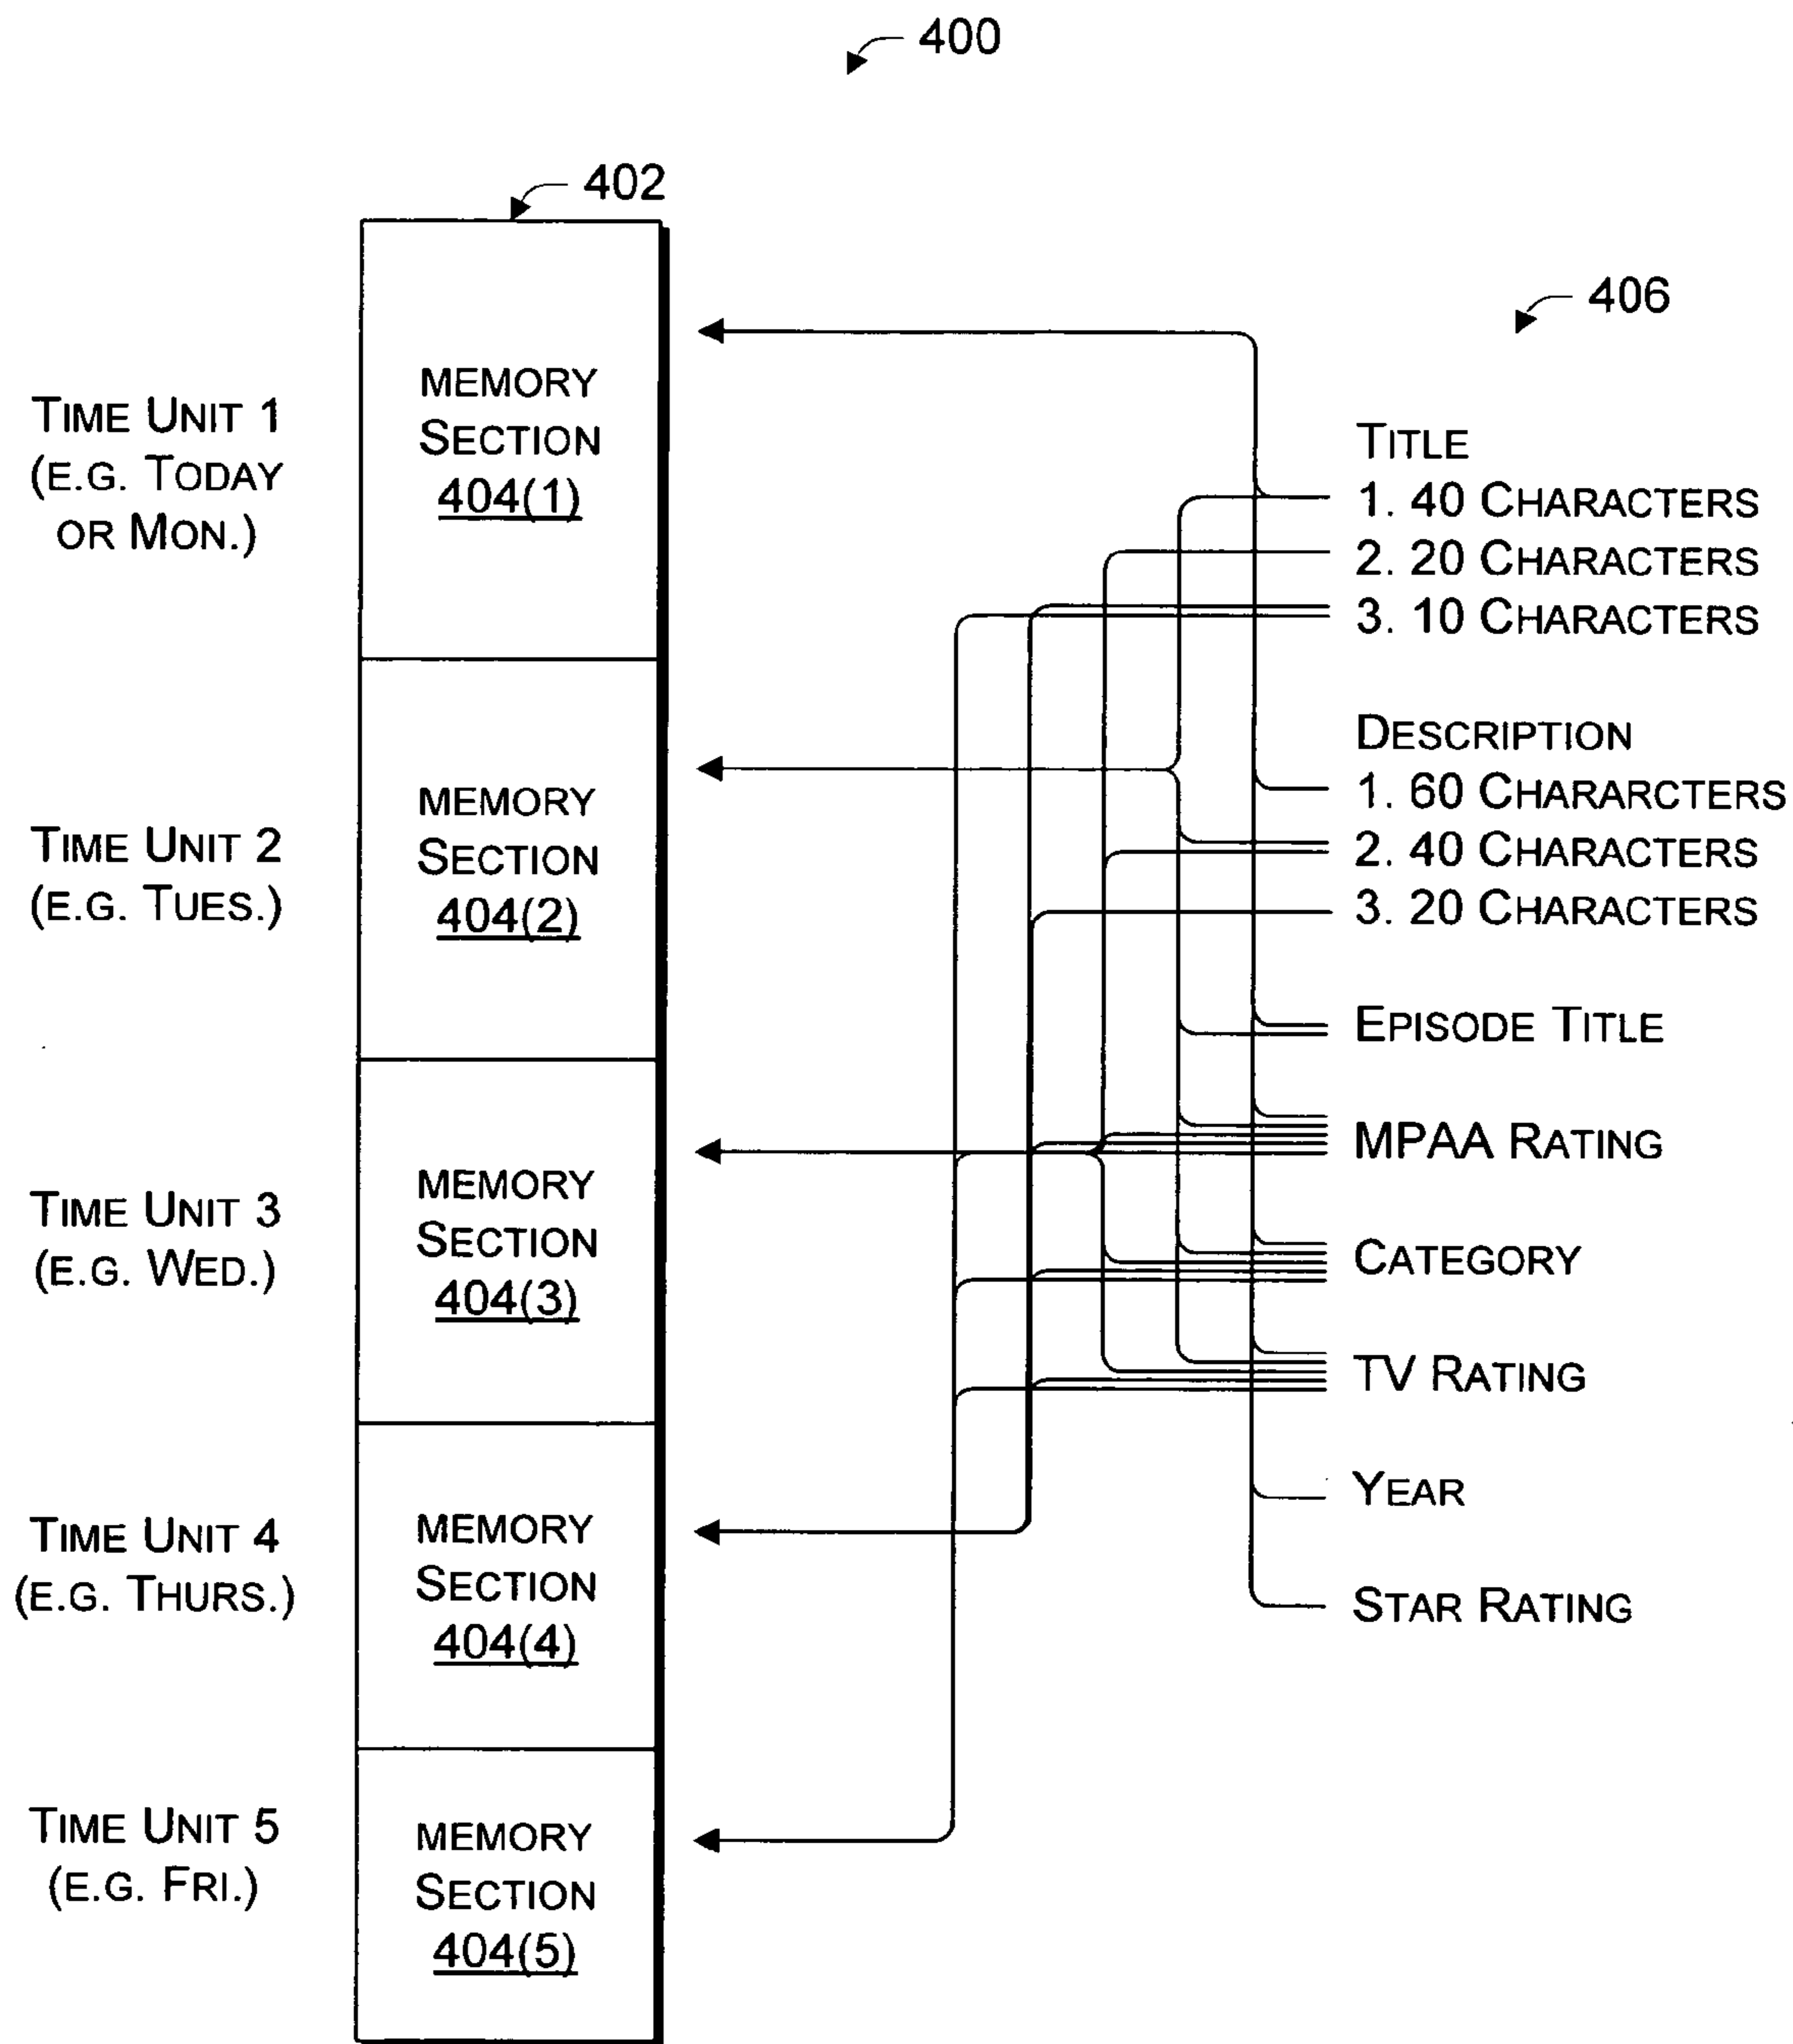 400
402
406
TIME UNIT 1
(E.G. TODAY
OR MON.)
MEMORY
SECTION
404(1)
TITLE
1. 40 CHARACTERS
2. 20 CHARACTERS
3. 10 CHARACTERS
DESCRIPTION
1. 60 CHARARCTERS
2. 40 CHARACTERS
3. 20 CHARACTERS
TIME UNIT 2
(E.G. TUES.)
MEMORY
SECTION
404(2)
EPISODE TITLE
MPAA RATING
TIME UNIT 3
(E.G. WED.)
MEMORY
SECTION
404(3)
CATEGORY
TV RATING
YEAR
STAR RATING
TIME UNIT 4
(E.G. THURS.)
MEMORY
SECTION
404(4)
TIME UNIT 5
(E.G. FRI.)
MEMORY
SECTION
404(5)